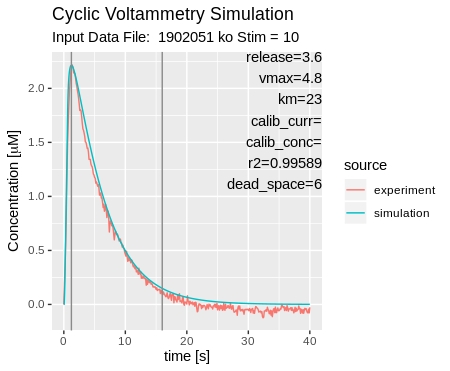 Cyclic Voltammetry Simulation
Input Data File:  1902051 ko Stim = 10
release=3.6
vmax=4.8
km=23
calib_curr=
calib_conc=
r2=0.99589
dead_space=6
Concentration [µM]
2.0
1.5
1.0
0.5
0.0
0 10 20 30 40
time [s]
source
experiment
simulation